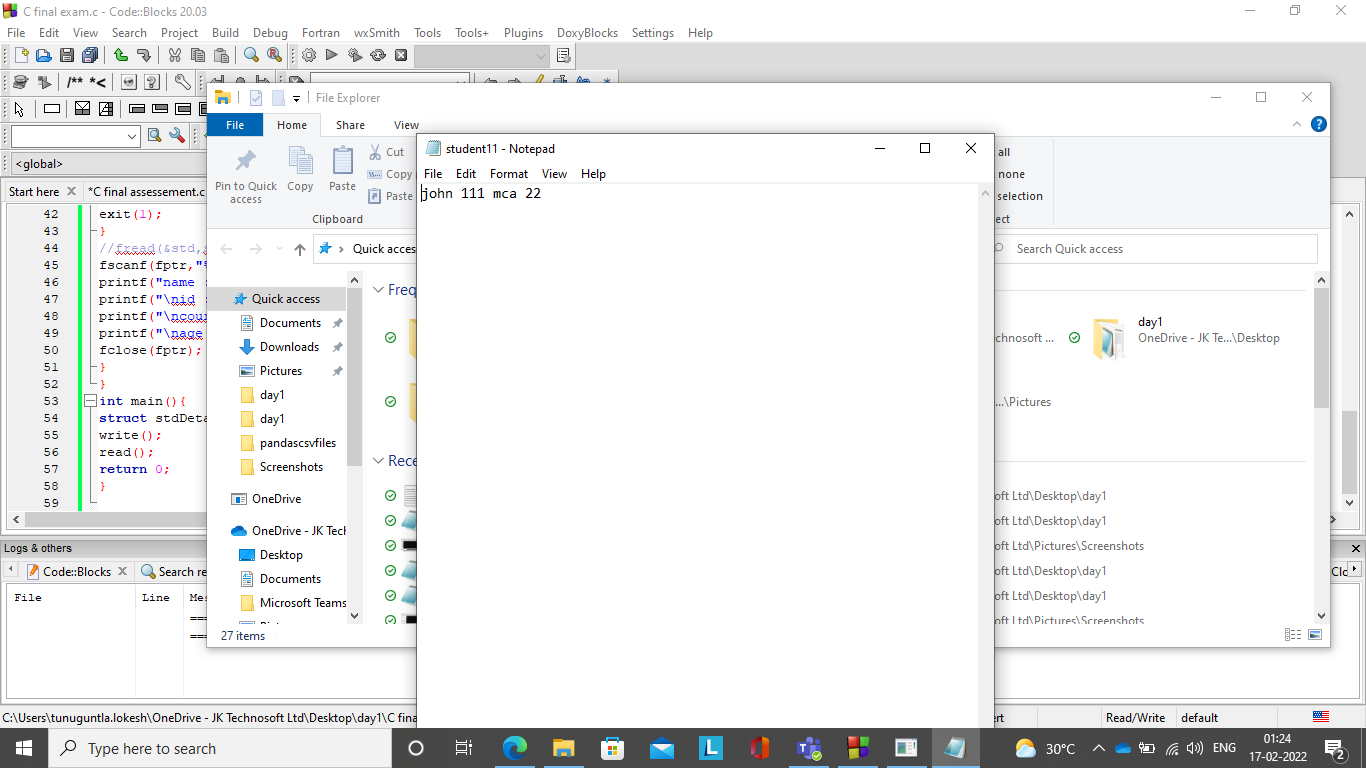 C final exam.c - Code::Blocks 20.03
File Edit View Search Project Build Debug Fortran wxSmith Tools Tools+ Plugins DoxyBlocks Settings Help
/** *<
File Explorer
File Home Share View
<global>
Pin to Quick access
Copy
Paste
Cut
Copy
Paste
Clipboard
all
none
selection
Quick acces
Search Quick access
Start here *C final assessement.c
42 exit(1);
43 }
44 //fread(&std,
45 fscanf(fptr,"
46 printf("name
47 printf("\nid
48 printf("\ncou
49 printf("\nage
50 fclose(fptr);
51 }
52 }
53 int main(){
54 struct stdDeta
55 write();
56 read();
57 return 0;
58 }
59
Quick access
Documents
Downloads
Pictures
day1
day1
pandascsvfiles
Screenshots
OneDrive
OneDrive - JK Tech
Desktop
Documents
Microsoft Teams
27 items
Freq
Rece
student11 - Notepad
File Edit Format View Help
john 111 mca 22
day1
OneDrive - JK Te...\Desktop
chnosoft ...
...\Pictures
oft Ltd\Desktop\day1
oft Ltd\Desktop\day1
oft Ltd\Pictures\Screenshots
oft Ltd\Desktop\day1
oft Ltd\Desktop\day1
oft Ltd\Pictures\Screenshots
Logs & others
Code::Blocks Search re
File Line Mes
C:\Users\tunuguntla.lokesh\OneDrive - JK Technosoft Ltd\Desktop\day1\C fina
Read/Write default
Type here to search
30°C
ENG
01:24
17-02-2022
2